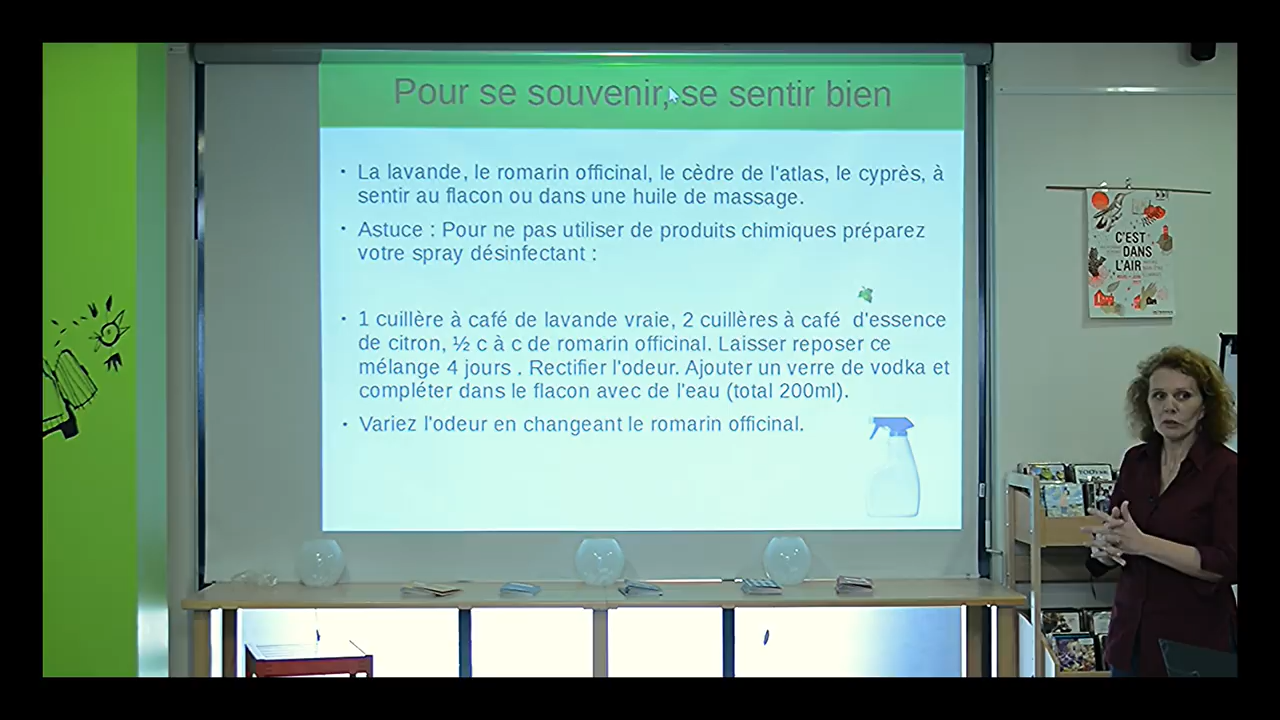 Pour se souvenir, se sentir bien
• La lavande, le romarin officinal, le cèdre de l'atlas, le cyprès, à
sentir au flacon ou dans une huile de massage.
• Astuce : Pour ne pas utiliser de produits chimiques préparez
votre spray désinfectant :
• 1 cuillère à café de lavande vraie, 2 cuillères à café d'essence
de citron, ½ c à c de romarin officinal. Laisser reposer ce
mélange 4 jours . Rectifier l'odeur. Ajouter un verre de vodka et
compléter dans le flacon avec de l'eau (total 200ml).
• Variez l'odeur en changeant le romarin officinal.
C'EST
DANS
L'AIR